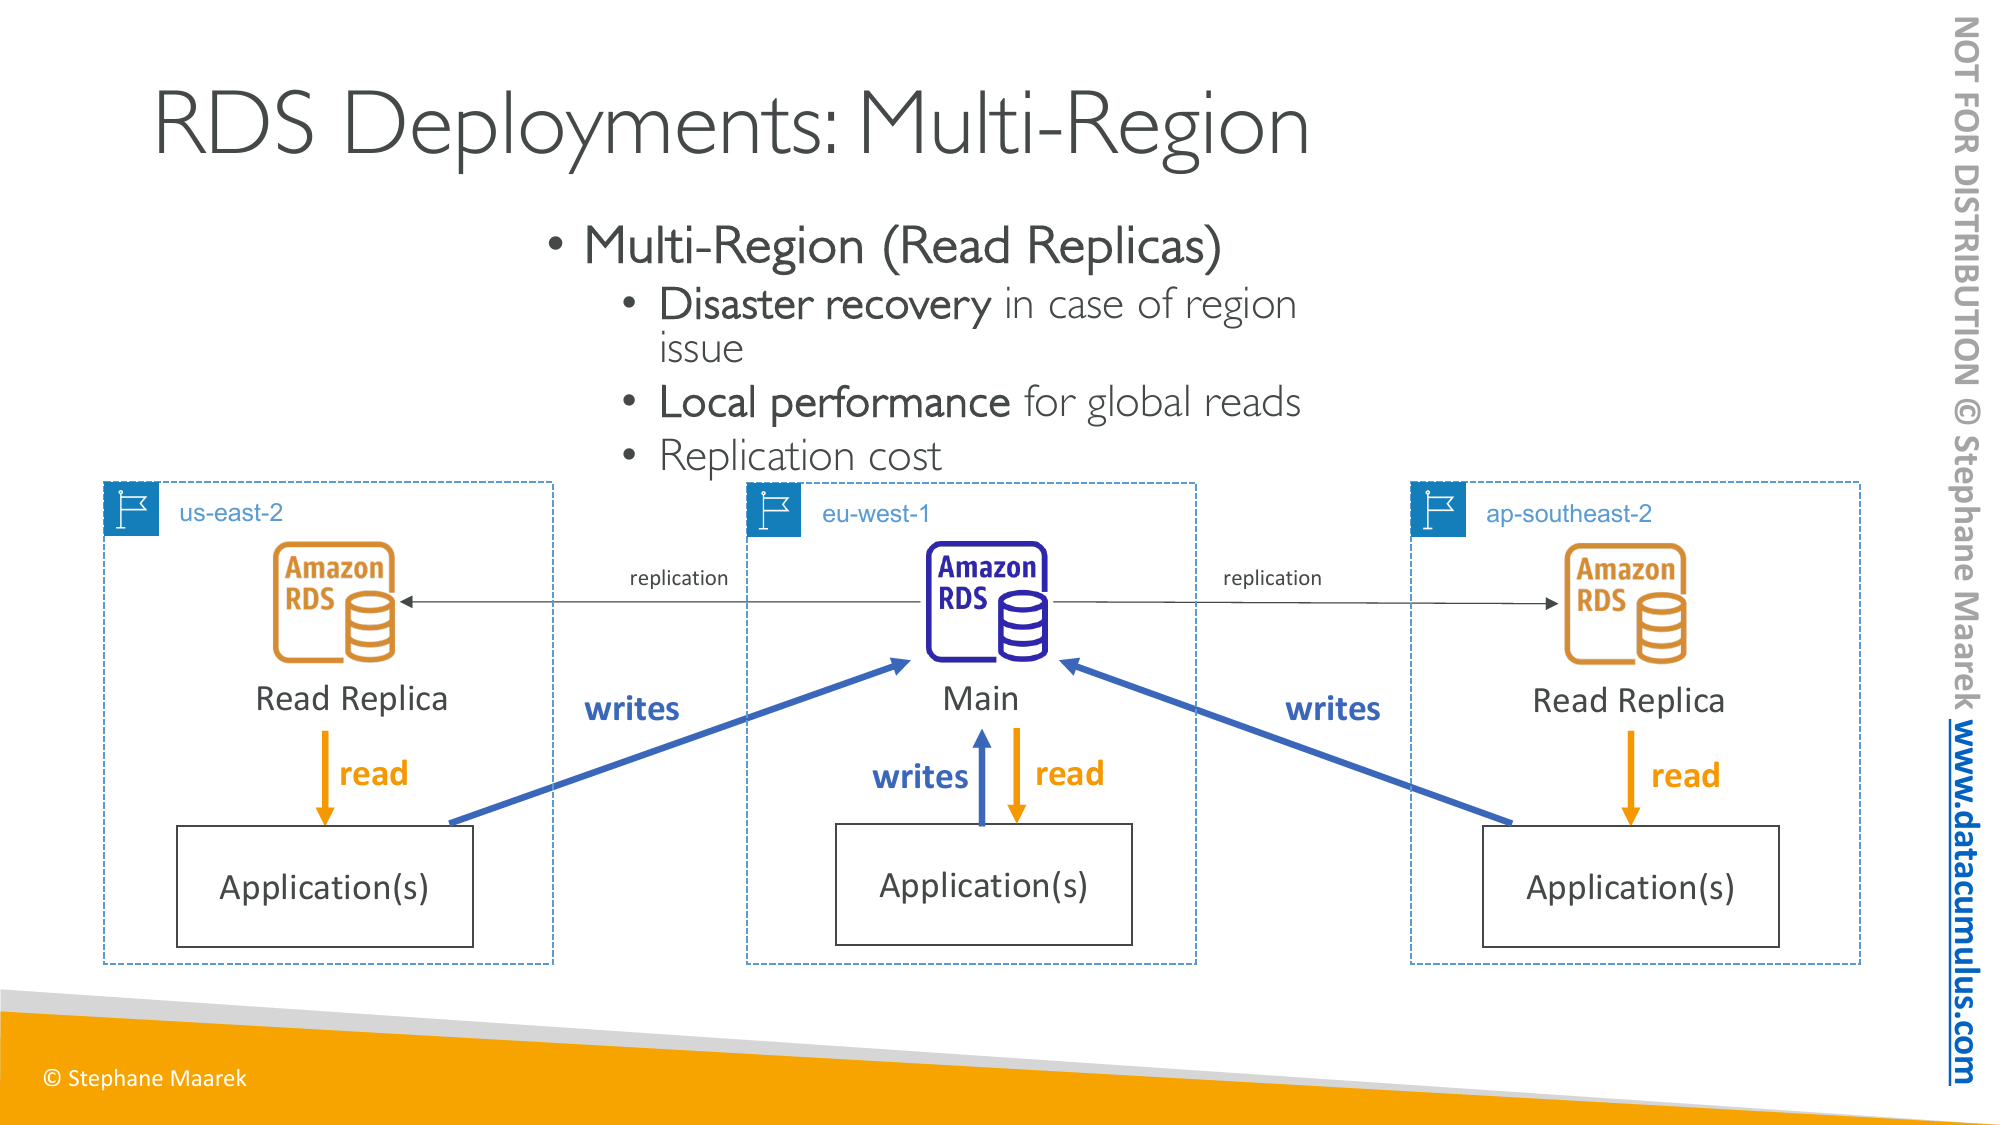 RDS Deployments: Multi-Region
• Multi-Region (Read Replicas)
• Disaster recovery in case of region
issue
• Local performance for global reads
• Replication cost
us-east-2
Amazon
RDS
Read Replica
read
Application(s)
replication
writes
eu-west-1
Amazon
RDS
Main
writes
read
Application(s)
replication
writes
ap-southeast-2
Amazon
RDS
Read Replica
read
Application(s)
© Stephane Maarek
NOT FOR DISTRIBUTION © Stephane Maarek www.datacumulus.com